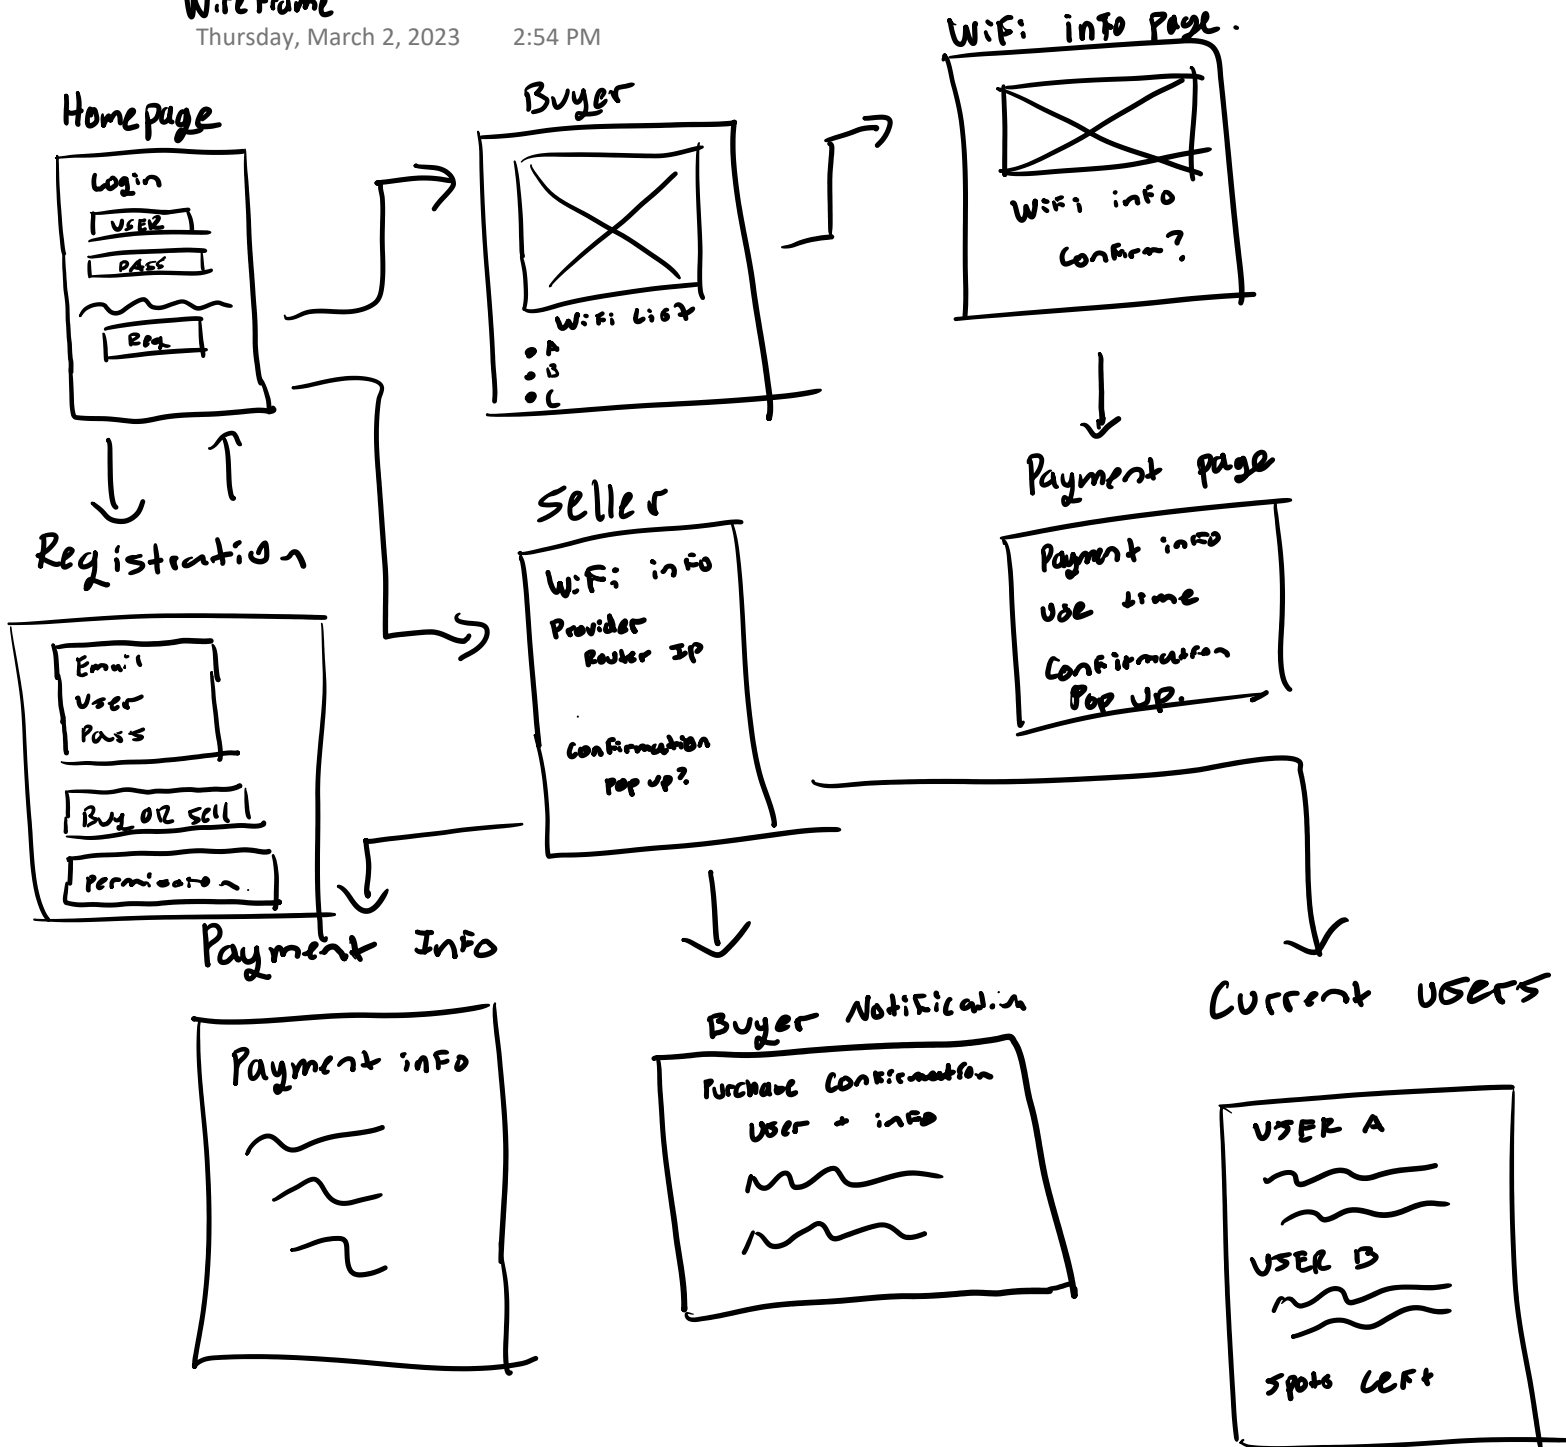 Wireframe
Thursday, March 2, 2023 2:54 PM
Homepage
Login
USER
PASS
Reg
Buyer
WiFi List
A
B
C
WiFi info page.
WiFi info
Confirm?
Registration
Email
User
Pass
Buy OR Sell
Permission
Seller
WiFi info
Provider
Router Ip
Confirmation
Pop up?
Payment page
Payment info
Use time
Confirmation
Pop up.
Payment Info
Payment info
Buyer Notification
Purchase Confirmation
User + info
Current users
USER A
USER B
Spots Left